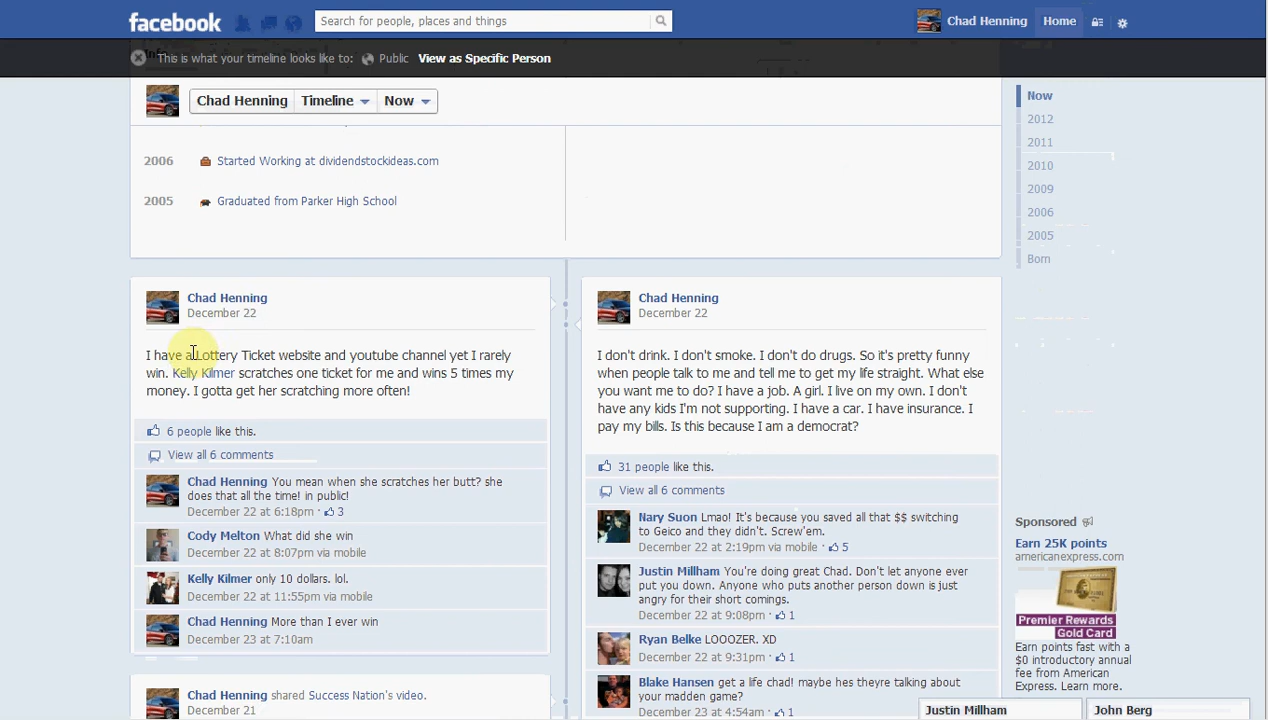 facebook
Search for people, places and things
Chad Henning
Home
This is what your timeline looks like to: Public View as Specific Person
Chad Henning Timeline Now
2006 Started Working at dividendstockideas.com
2005 Graduated from Parker High School
Now
2012
2011
2010
2009
2006
2005
Born
Chad Henning
December 22
I have a Lottery Ticket website and youtube channel yet I rarely
win. Kelly Kilmer scratches one ticket for me and wins 5 times my
money. I gotta get her scratching more often!
6 people like this.
View all 6 comments
Chad Henning You mean when she scratches her butt? she
does that all the time! in public!
December 22 at 6:18pm · 3
Cody Melton What did she win
December 22 at 8:07pm via mobile
Kelly Kilmer only 10 dollars. lol.
December 22 at 11:55pm via mobile
Chad Henning More than I ever win
December 23 at 7:10am
Chad Henning shared Success Nation's video.
December 21
Chad Henning
December 22
I don't drink. I don't smoke. I don't do drugs. So it's pretty funny
when people talk to me and tell me to get my life straight. What else
you want me to do? I have a job. A girl. I live on my own. I don't
have any kids I'm not supporting. I have a car. I have insurance. I
pay my bills. Is this because I am a democrat?
31 people like this.
View all 6 comments
Nary Suon Lmao! It's because you saved all that $$ switching
to Geico and they didn't. Screw'em.
December 22 at 2:19pm via mobile · 5
Justin Millham You're doing great Chad. Don't let anyone ever
put you down. Anyone who puts another person down is just
angry for their short comings.
December 22 at 9:08pm · 1
Ryan Belke LOOOZER. XD
December 22 at 9:31pm · 1
Blake Hansen get a life chad! maybe hes theyre talking about
your madden game?
December 23 at 4:54am · 1
Sponsored
Earn 25K points
americanexpress.com
Premier Rewards
Gold Card
Earn points fast with a
$0 introductory annual
fee from American
Express. Learn more.
Justin Millham
John Berg